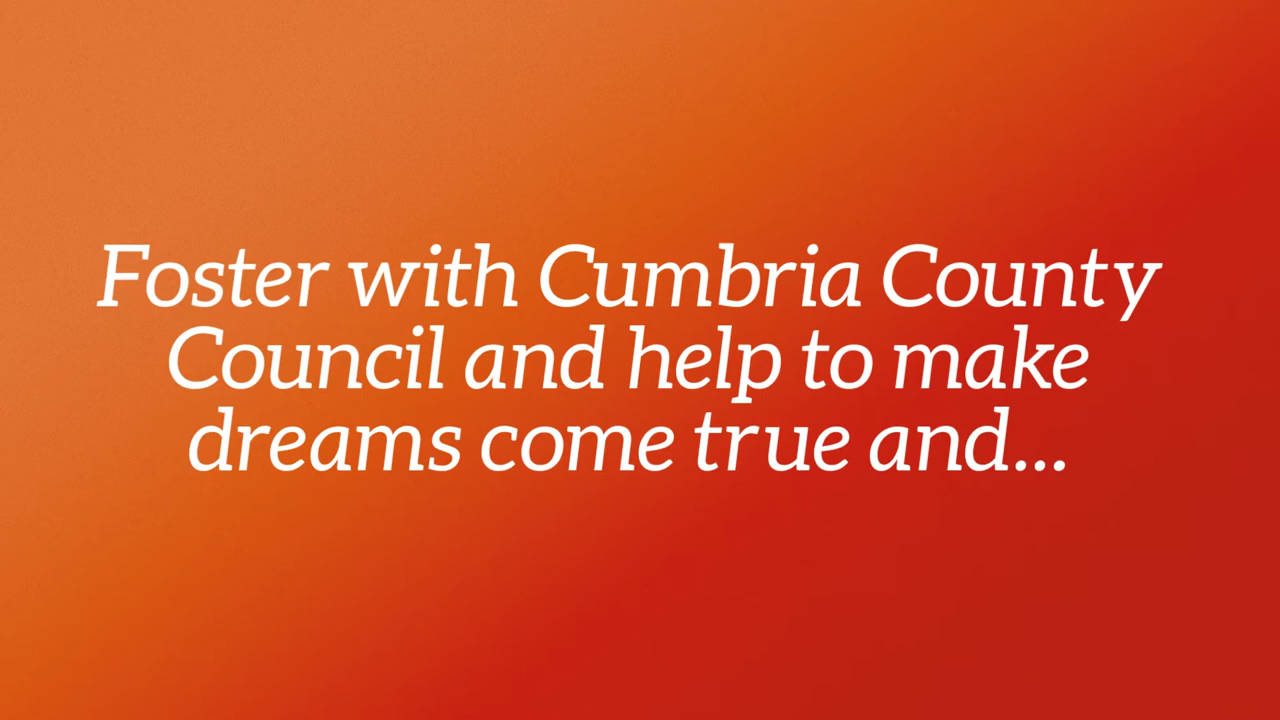 Foster with Cumbria County
Council and help to make
dreams come true and...